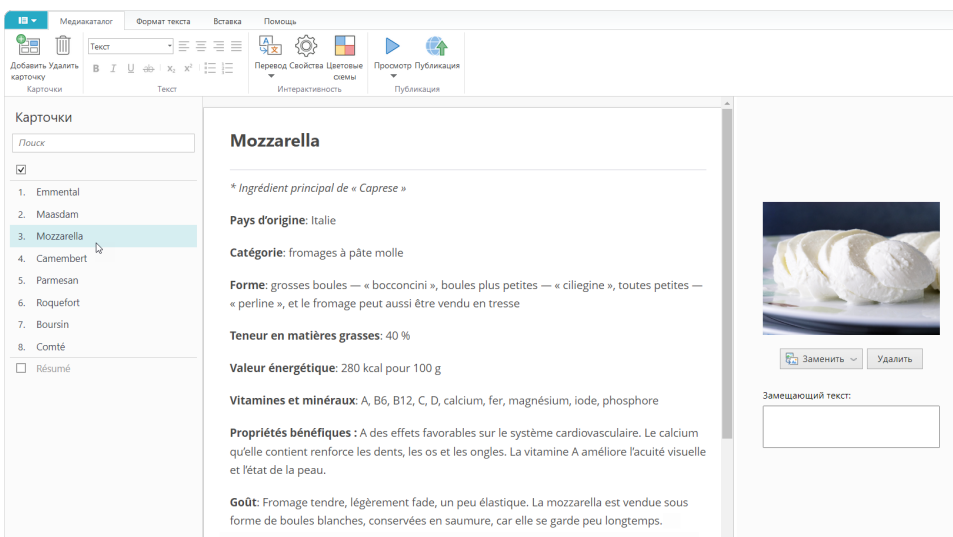 Медиакаталог Формат текста Вставка Помощь
Добавить карточку
Удалить
Карточки
Текст
B I U ab x₂ x²
Текст
Перевод
Свойства
Цветовые схемы
Интерактивность
Просмотр
Публикация
Публикация
Карточки
Поиск
1. Emmental
2. Maasdam
3. Mozzarella
4. Camembert
5. Parmesan
6. Roquefort
7. Boursin
8. Comté
Résumé
Mozzarella
* Ingrédient principal de « Caprese »
Pays d’origine: Italie
Catégorie: fromages à pâte molle
Forme: grosses boules — « bocconcini », boules plus petites — « ciliegine », toutes petites —
« perline », et le fromage peut aussi être vendu en tresse
Teneur en matières grasses: 40 %
Valeur énergétique: 280 kcal pour 100 g
Vitamines et minéraux: A, B6, B12, C, D, calcium, fer, magnésium, iode, phosphore
Propriétés bénéfiques : A des effets favorables sur le système cardiovasculaire. Le calcium
qu’elle contient renforce les dents, les os et les ongles. La vitamine A améliore l’acuité visuelle
et l’état de la peau.
Goût: Fromage tendre, légèrement fade, un peu élastique. La mozzarella est vendue sous
forme de boules blanches, conservées en saumure, car elle se garde peu longtemps.
Заменить
Удалить
Замещающий текст: